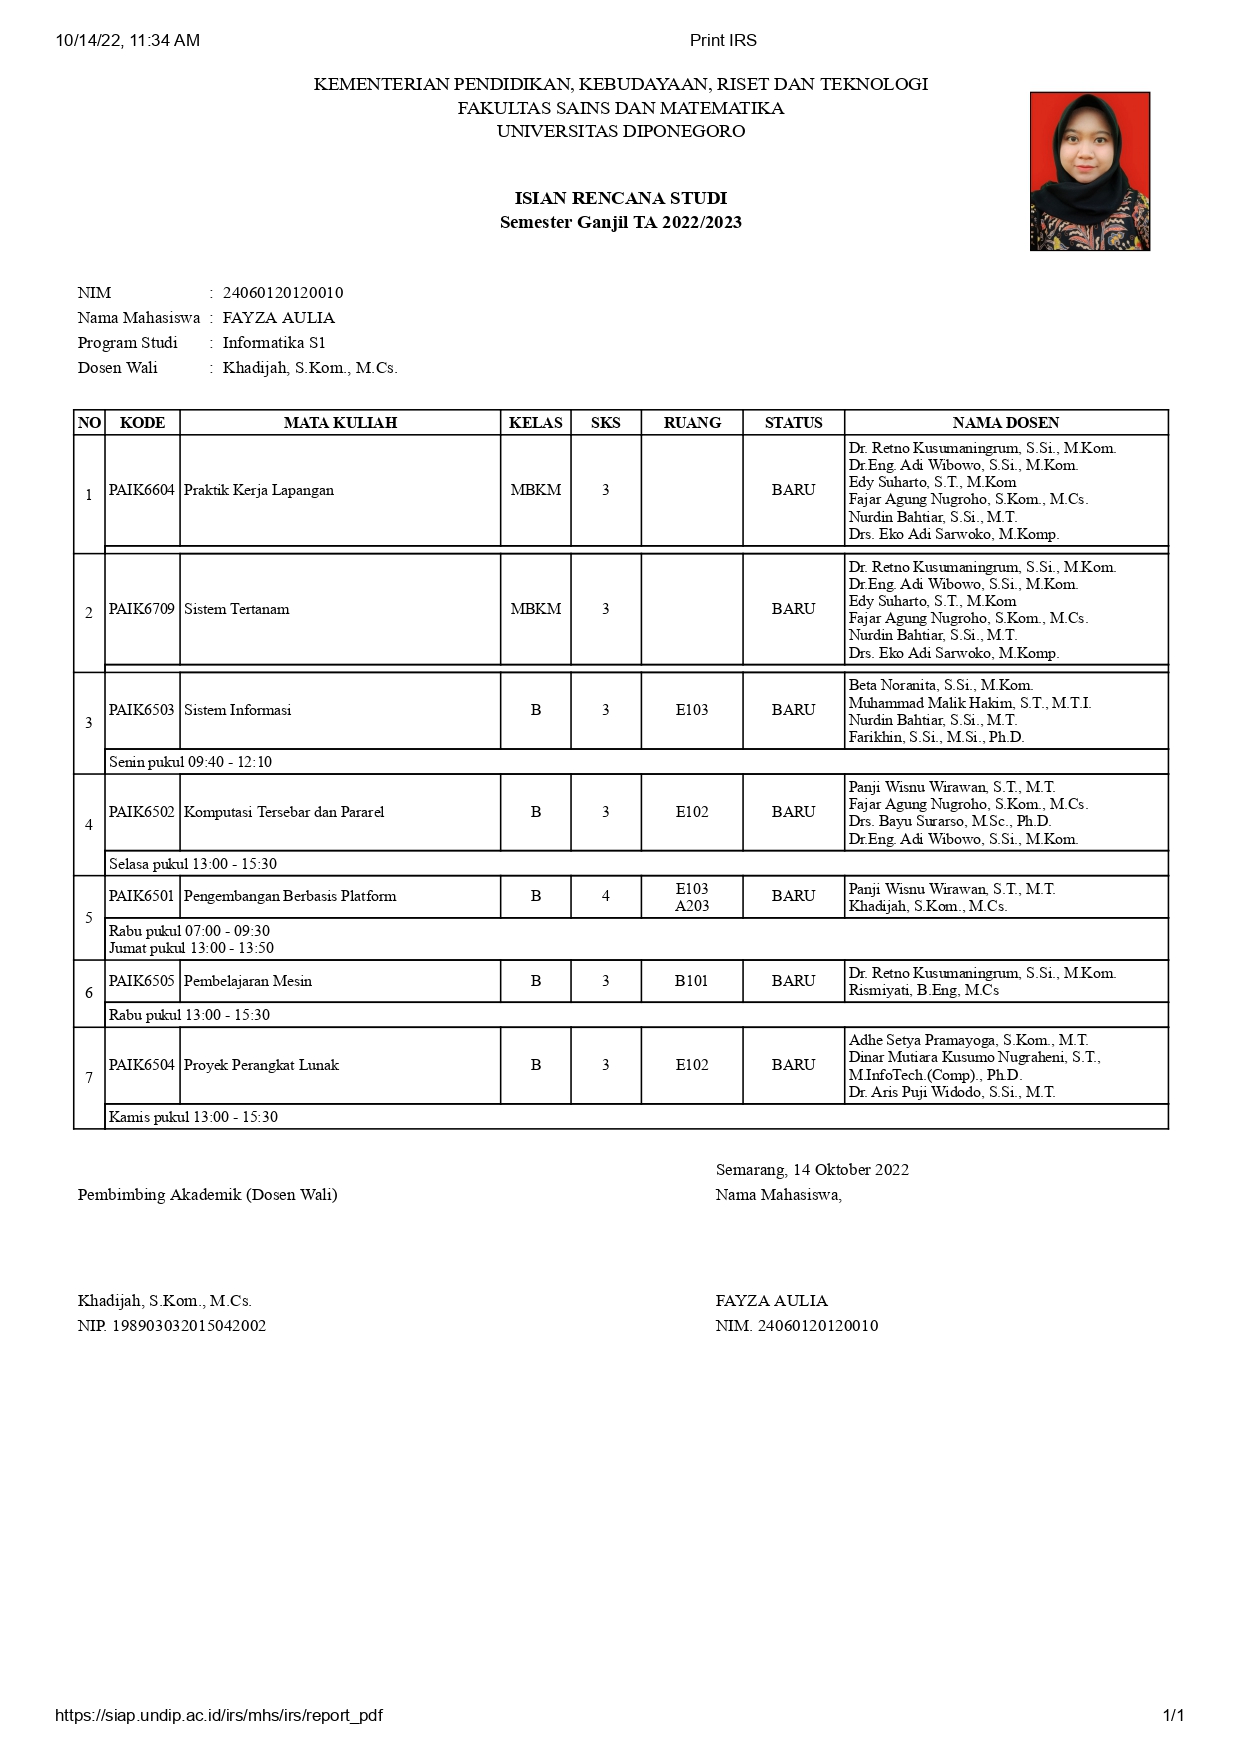 10/14/22, 11:34 AM Print IRS
KEMENTERIAN PENDIDIKAN, KEBUDAYAAN, RISET DAN TEKNOLOGI
FAKULTAS SAINS DAN MATEMATIKA
UNIVERSITAS DIPONEGORO
ISIAN RENCANA STUDI
Semester Ganjil TA 2022/2023
NIM : 24060120120010
Nama Mahasiswa : FAYZA AULIA
Program Studi : Informatika S1
Dosen Wali : Khadijah, S.Kom., M.Cs.
NO KODE MATA KULIAH KELAS SKS RUANG STATUS NAMA DOSEN
1 PAIK6604 Praktik Kerja Lapangan MBKM 3 BARU
Dr. Retno Kusumaningrum, S.Si., M.Kom.
Dr.Eng. Adi Wibowo, S.Si., M.Kom.
Edy Suharto, S.T., M.Kom
Fajar Agung Nugroho, S.Kom., M.Cs.
Nurdin Bahtiar, S.Si., M.T.
Drs. Eko Adi Sarwoko, M.Komp.
2 PAIK6709 Sistem Tertanam MBKM 3 BARU
Dr. Retno Kusumaningrum, S.Si., M.Kom.
Dr.Eng. Adi Wibowo, S.Si., M.Kom.
Edy Suharto, S.T., M.Kom
Fajar Agung Nugroho, S.Kom., M.Cs.
Nurdin Bahtiar, S.Si., M.T.
Drs. Eko Adi Sarwoko, M.Komp.
3 PAIK6503 Sistem Informasi B 3 E103 BARU
Beta Noranita, S.Si., M.Kom.
Muhammad Malik Hakim, S.T., M.T.I.
Nurdin Bahtiar, S.Si., M.T.
Farikhin, S.Si., M.Si., Ph.D.
Senin pukul 09:40 - 12:10
4 PAIK6502 Komputasi Tersebar dan Pararel B 3 E102 BARU
Panji Wisnu Wirawan, S.T., M.T.
Fajar Agung Nugroho, S.Kom., M.Cs.
Drs. Bayu Surarso, M.Sc., Ph.D.
Dr.Eng. Adi Wibowo, S.Si., M.Kom.
Selasa pukul 13:00 - 15:30
5 PAIK6501 Pengembangan Berbasis Platform B 4 E103 A203 BARU
Panji Wisnu Wirawan, S.T., M.T.
Khadijah, S.Kom., M.Cs.
Rabu pukul 07:00 - 09:30
Jumat pukul 13:00 - 13:50
6 PAIK6505 Pembelajaran Mesin B 3 B101 BARU
Dr. Retno Kusumaningrum, S.Si., M.Kom.
Rismiyati, B.Eng, M.Cs
Rabu pukul 13:00 - 15:30
7 PAIK6504 Proyek Perangkat Lunak B 3 E102 BARU
Adhe Setya Pramayoga, S.Kom., M.T.
Dinar Mutiara Kusumo Nugraheni, S.T.,
M.InfoTech.(Comp)., Ph.D.
Dr. Aris Puji Widodo, S.Si., M.T.
Kamis pukul 13:00 - 15:30
Semarang, 14 Oktober 2022
Pembimbing Akademik (Dosen Wali) Nama Mahasiswa,
Khadijah, S.Kom., M.Cs. FAYZA AULIA
NIP. 198903032015042002 NIM. 24060120120010
https://siap.undip.ac.id/irs/mhs/irs/report_pdf 1/1